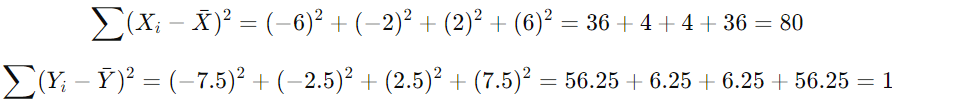 ∑(Xᵢ − X̄)² = (−6)² + (−2)² + (2)² + (6)² = 36 + 4 + 4 + 36 = 80
∑(Yᵢ − Ȳ)² = (−7.5)² + (−2.5)² + (2.5)² + (7.5)² = 56.25 + 6.25 + 6.25 + 56.25 = 1